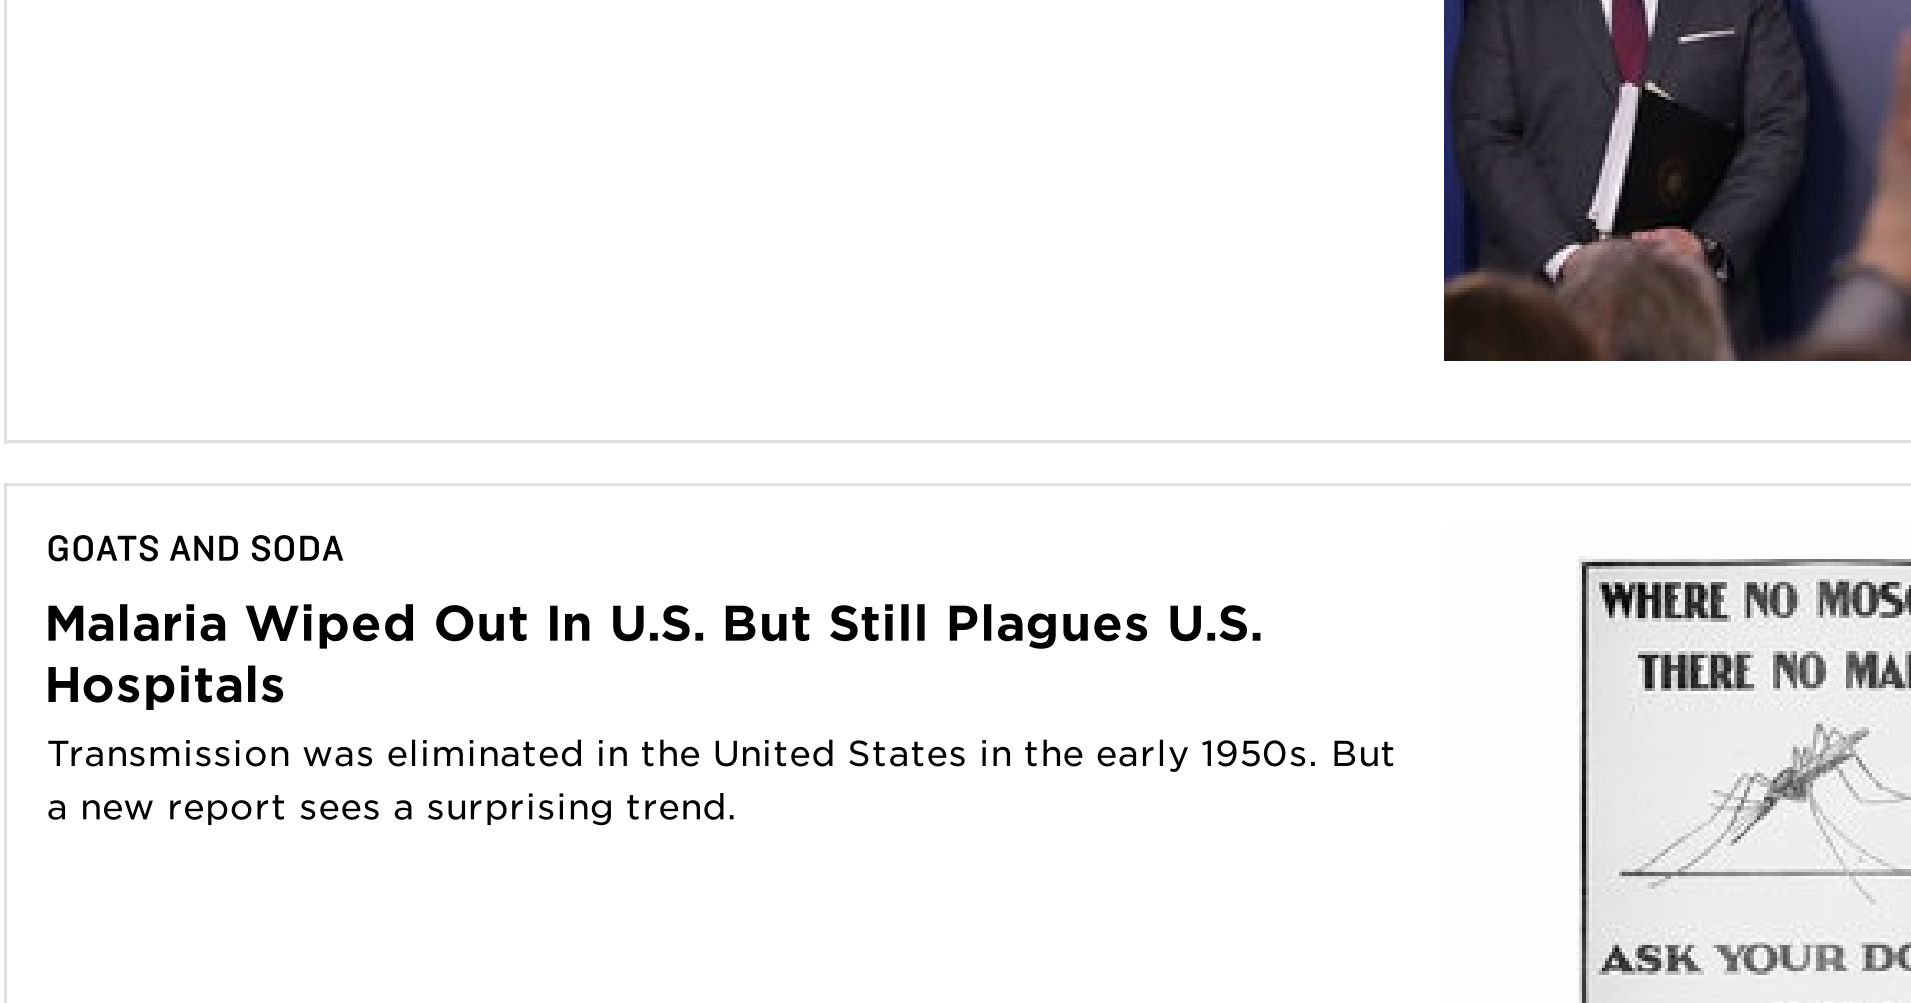 GOATS AND SODA
Malaria Wiped Out In U.S. But Still Plagues U.S.
Hospitals
Transmission was eliminated in the United States in the early 1950s. But
a new report sees a surprising trend.
WHERE NO
THERE NO
ASK YOUR